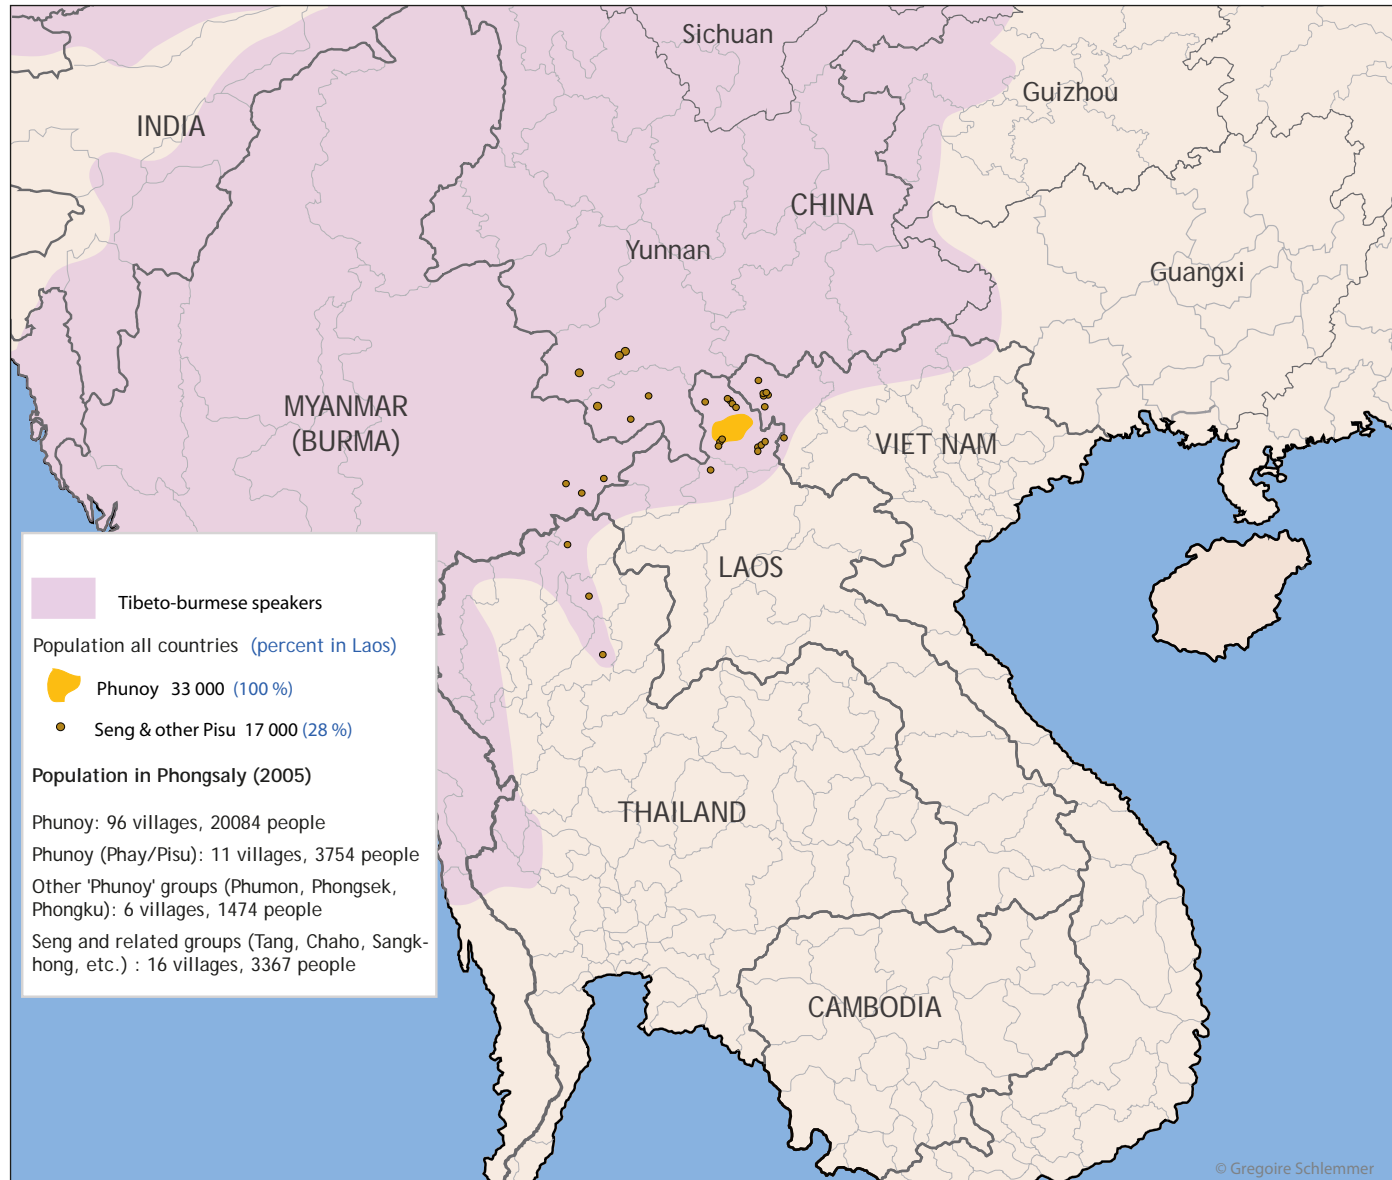 Sichuan
Guizhou
INDIA
CHINA
Yunnan
Guangxi
MYANMAR
(BURMA)
VIET NAM
LAOS
THAILAND
CAMBODIA
Tibeto-burmese speakers
Population all countries (percent in Laos)
Phunoy 33 000 (100 %)
Seng & other Pisu 17 000 (28 %)
Population in Phongsaly (2005)
Phunoy: 96 villages, 20084 people
Phunoy (Phay/Pisu): 11 villages, 3754 people
Other 'Phunoy' groups (Phumon, Phongsek,
Phongku): 6 villages, 1474 people
Seng and related groups (Tang, Chaho, Sangk-
hong, etc.) : 16 villages, 3367 people
© Gregoire Schlemmer